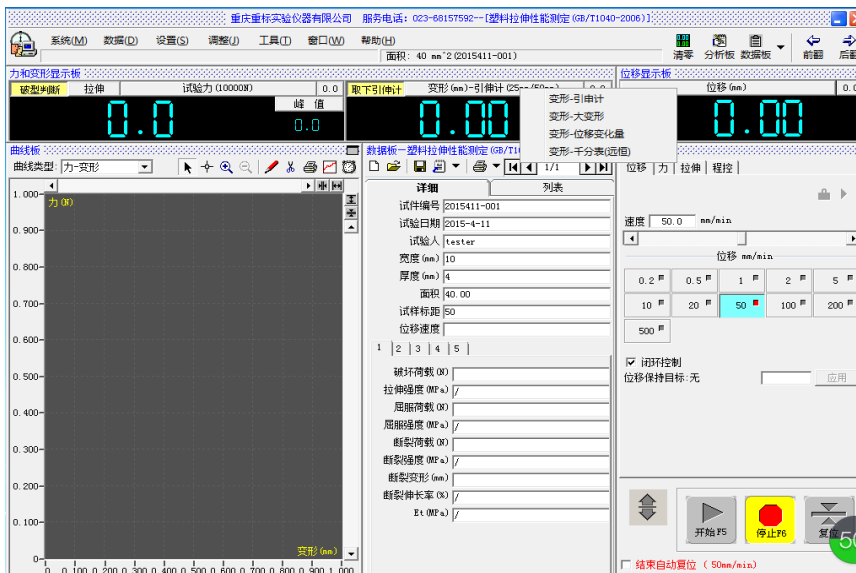 重庆重标实验仪器有限公司 服务电话: 023-68157592--[塑料拉伸性能测定(GB/T1040-2006)]
系统(M) 数据(D) 设置(S) 调整(J) 工具(T) 窗口(W) 帮助(H)
面积: 40 mm^2(2015411-001)
清零 分析板 数据板 前翻 后翻
力和变形显示板
位移显示板
破型判断 拉伸 试验力(10000N) 0.0 取下引伸计 变形(mm)-引伸计(25 0.0 位移(mm) 0.0
0.0 峰 值 0.0 0.00 0.00
变形-引申计
变形-大变形
变形-位移变化量
变形-千分表(远恒)
曲线板
数据板—塑料拉伸性能测定(GB/T1
曲线类型: 力-变形
1/1
位移 力 拉伸 程控
力(N)
1.000
0.900
0.800
0.700
0.600
0.500
0.400
0.300
0.200
0.100
0
变形(mm)
0 0.100 0.200 0.300 0.400 0.500 0.600 0.700 0.800 0.900 1.000
详细 列表
试件编号 2015411-001
试验日期 2015-4-11
试验人 tester
宽度(mm) 10
厚度(mm) 4
面积 40.00
试样标距 50
位移速度
1 2 3 4 5
破坏荷载(N)
拉伸强度(MPa) /
屈服荷载(N)
屈服强度(MPa) /
断裂荷载(N)
断裂强度(MPa) /
断裂变形(mm)
断裂伸长率(%) /
Et(MPa) /
速度 50.0 mm/min
位移 mm/min
0.2 0.5 1 2 5
10 20 50 100 200
500
闭环控制
位移保持目标:无 应用
开始F5 停止F6 复位
50
结束自动复位 (50mm/min)